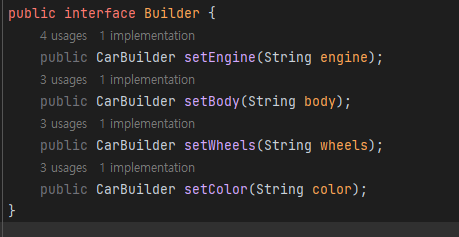 public interface Builder {
4 usages 1 implementation
public CarBuilder setEngine(String engine);
3 usages 1 implementation
public CarBuilder setBody(String body);
3 usages 1 implementation
public CarBuilder setWheels(String wheels);
3 usages 1 implementation
public CarBuilder setColor(String color);
}